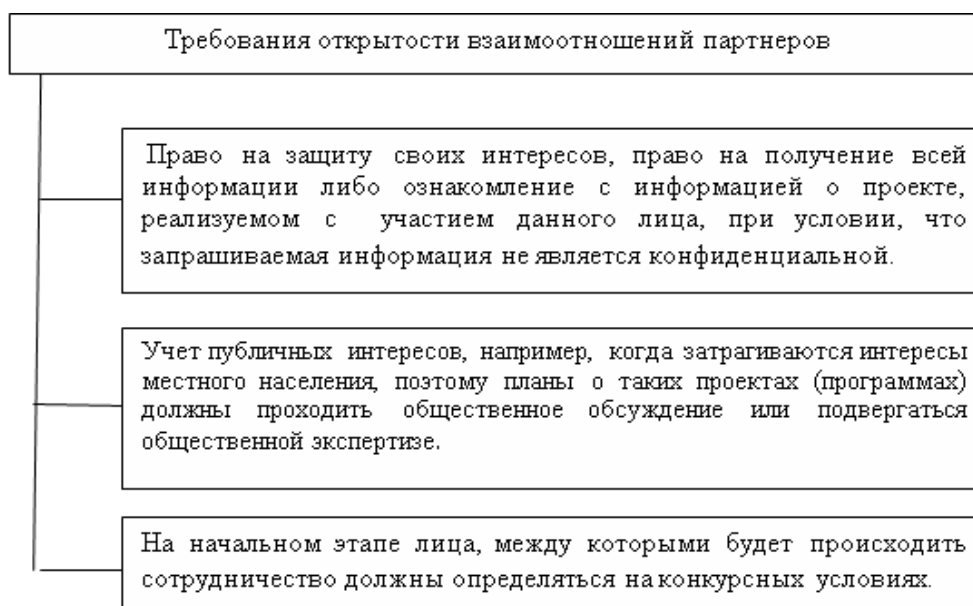 Требования открытости взаимоотношений партнеров
Право на защиту своих интересов, право на получение всей
информации либо ознакомление с информацией о проекте,
реализуемом с участием данного лица, при условии, что
запрашиваемая информация не является конфиденциальной.
Учет публичных интересов, например, когда затрагиваются интересы
местного населения, поэтому планы о таких проектах (программах)
должны проходить общественное обсуждение или подвергаться
общественной экспертизе.
На начальном этапе лица, между которыми будет происходить
сотрудничество должны определяться на конкурсных условиях.